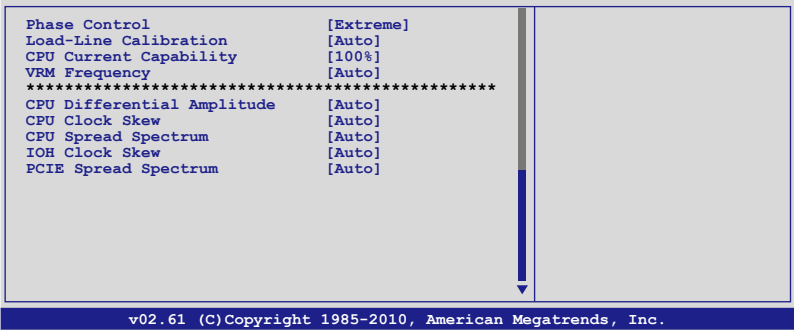 Phase Control [Extreme]
Load-Line Calibration [Auto]
CPU Current Capability [100%]
VRM Frequency [Auto]
*************************************************
CPU Differential Amplitude [Auto]
CPU Clock Skew [Auto]
CPU Spread Spectrum [Auto]
IOH Clock Skew [Auto]
PCIE Spread Spectrum [Auto]
v02.61 (C)Copyright 1985-2010, American Megatrends, Inc.